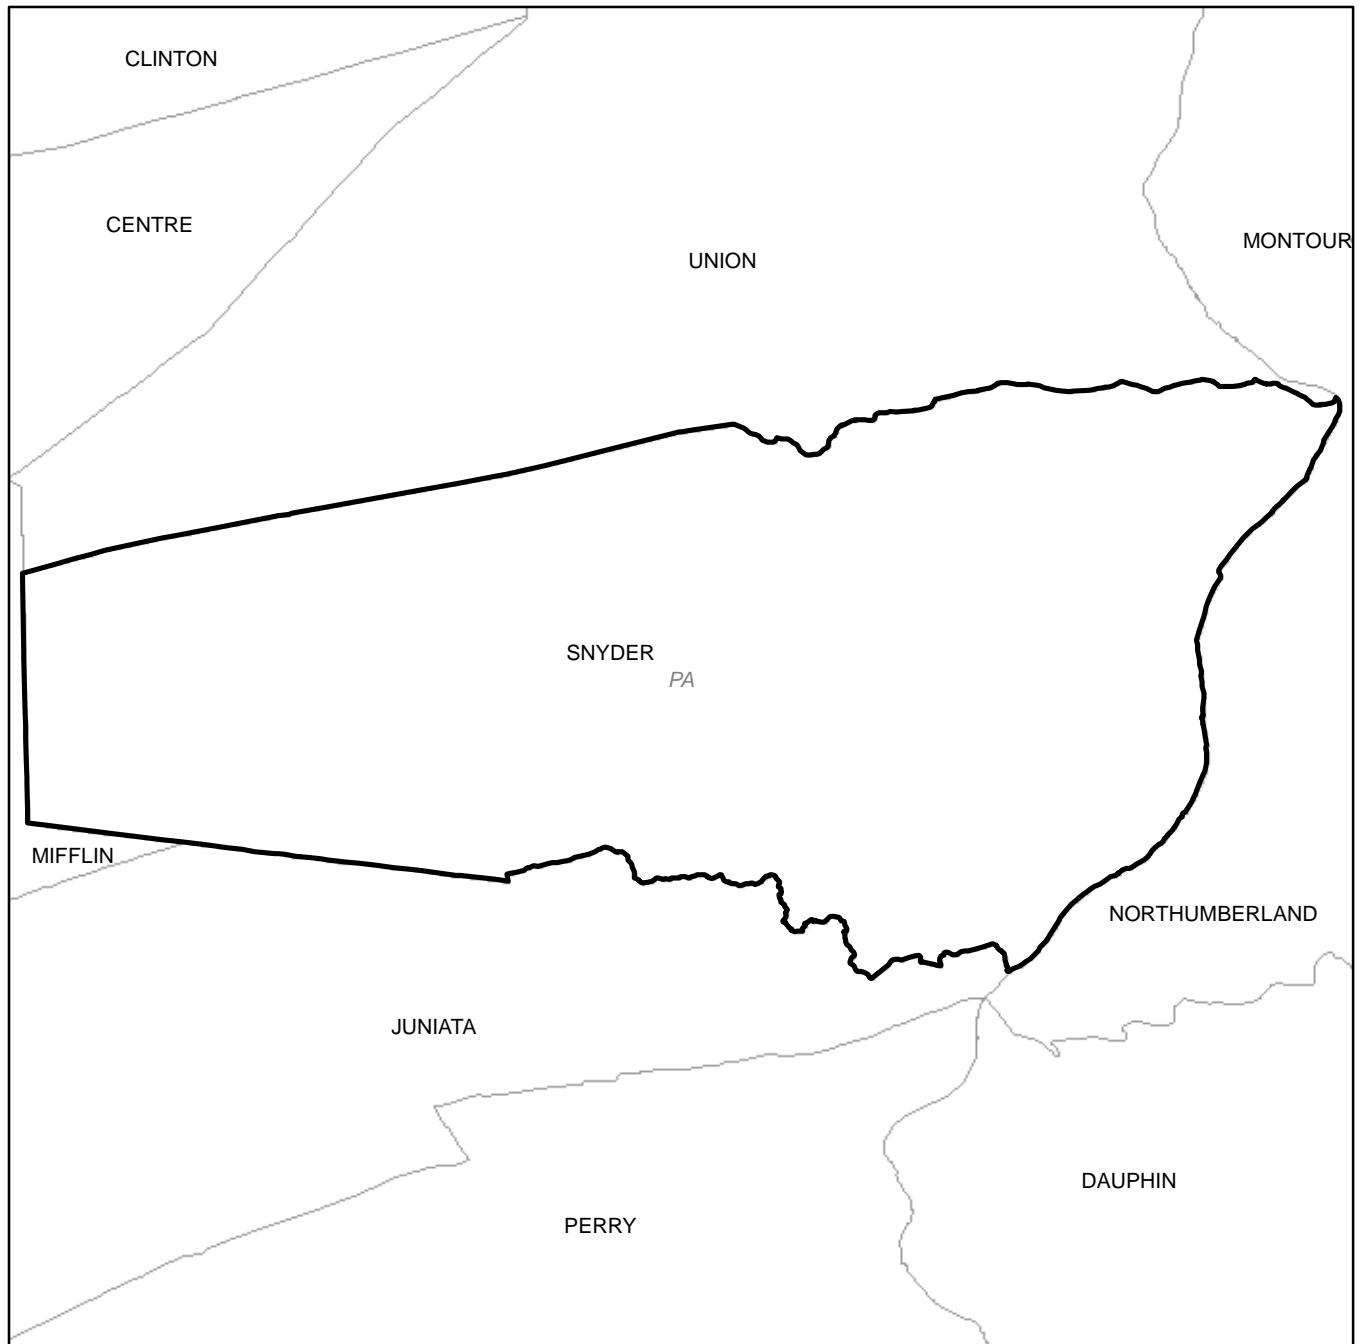 CLINTON
CENTRE
MONTOUR
UNION
SNYDER
PA
MIFFLIN
NORTHUMBERLAND
JUNIATA
DAUPHIN
PERRY